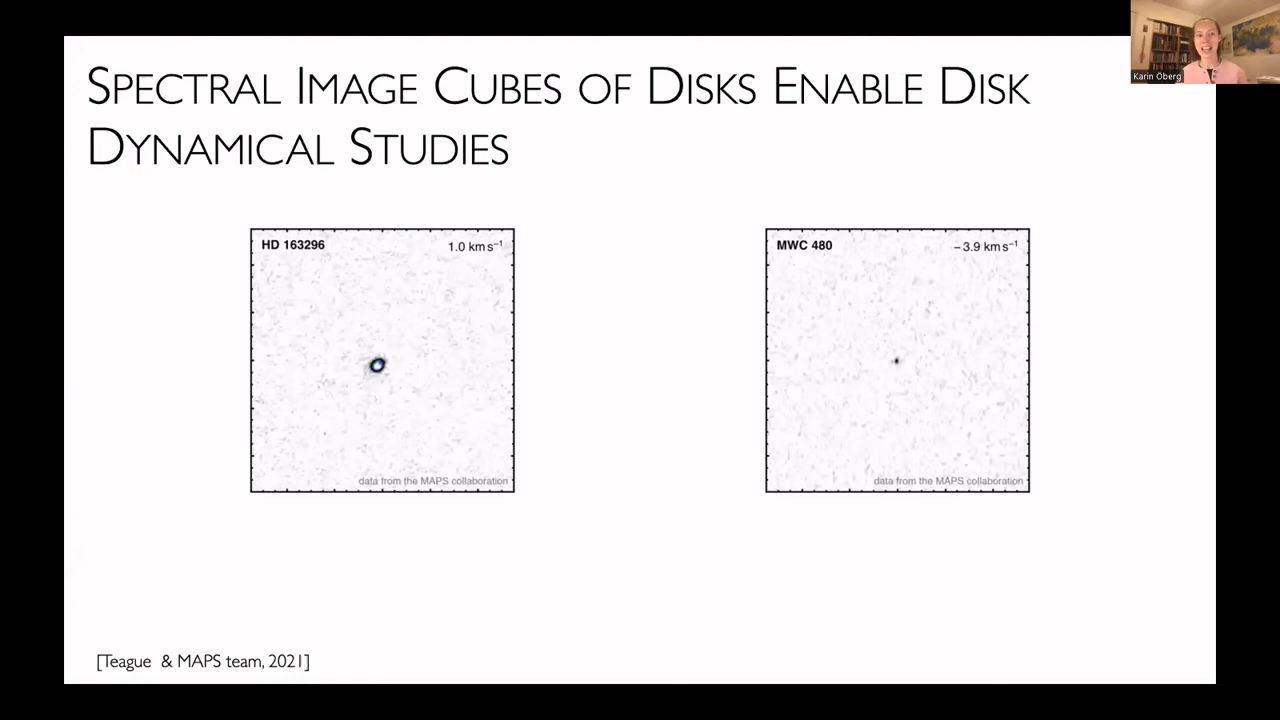 SPECTRAL IMAGE CUBES OF DISKS ENABLE DISK
DYNAMICAL STUDIES
HD 163296
1.0 km s⁻¹
data from the MAPS collaboration
MWC 480
−3.9 km s⁻¹
data from the MAPS collaboration
[Teague & MAPS team, 2021]
Karin Öberg